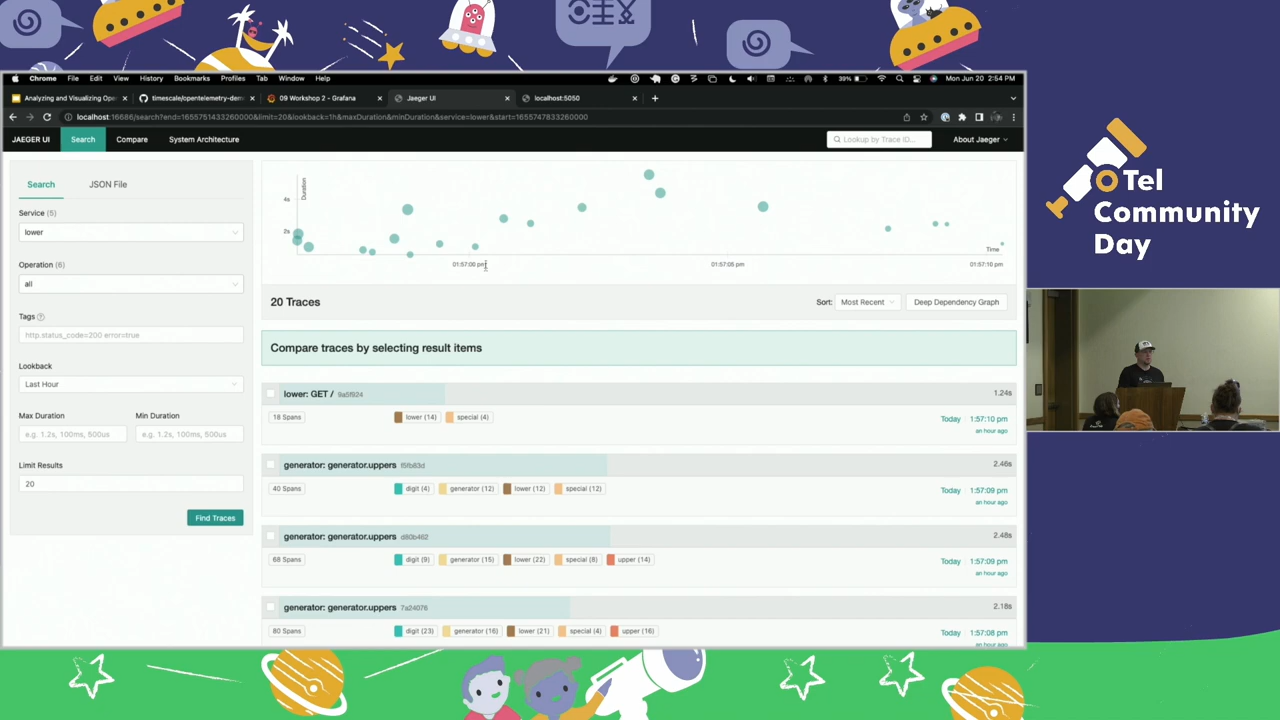 Chrome File Edit View History Bookmarks Profiles Tab Window Help
39% Mon Jun 20 2:54 PM
Analyzing and Visualizing Ope
timescale/opentelemetry-dem
09 Workshop 2 - Grafana
Jaeger UI
localhost:5050
localhost:16686/search?end=1655751433260000&limit=20&lookback=1h&maxDuration&minDuration&service=lower&start=1655747833260000
JAEGER UI Search Compare System Architecture
Lookup by Trace ID...
About Jaeger
Search JSON File
Service (5)
lower
Operation (6)
all
Tags
http.status_code=200 error=true
Lookback
Last Hour
Max Duration Min Duration
e.g. 1.2s, 100ms, 500us e.g. 1.2s, 100ms, 500us
Limit Results
20
Find Traces
Duration
4s
2s
Time
01:57:00 pm 01:57:05 pm 01:57:10 pm
20 Traces
Sort: Most Recent
Deep Dependency Graph
Compare traces by selecting result items
lower: GET / 9a5f924 1.24s
18 Spans lower (14) special (4) Today 1:57:10 pm
an hour ago
generator: generator.uppers f5fb83d 2.46s
40 Spans digit (4) generator (12) lower (12) special (12) Today 1:57:09 pm
an hour ago
generator: generator.uppers d80b462 2.48s
68 Spans digit (9) generator (15) lower (22) special (8) upper (14) Today 1:57:09 pm
an hour ago
generator: generator.uppers 7a24076 2.18s
80 Spans digit (23) generator (16) lower (21) special (4) upper (16) Today 1:57:08 pm
an hour ago
OTel
Community
Day